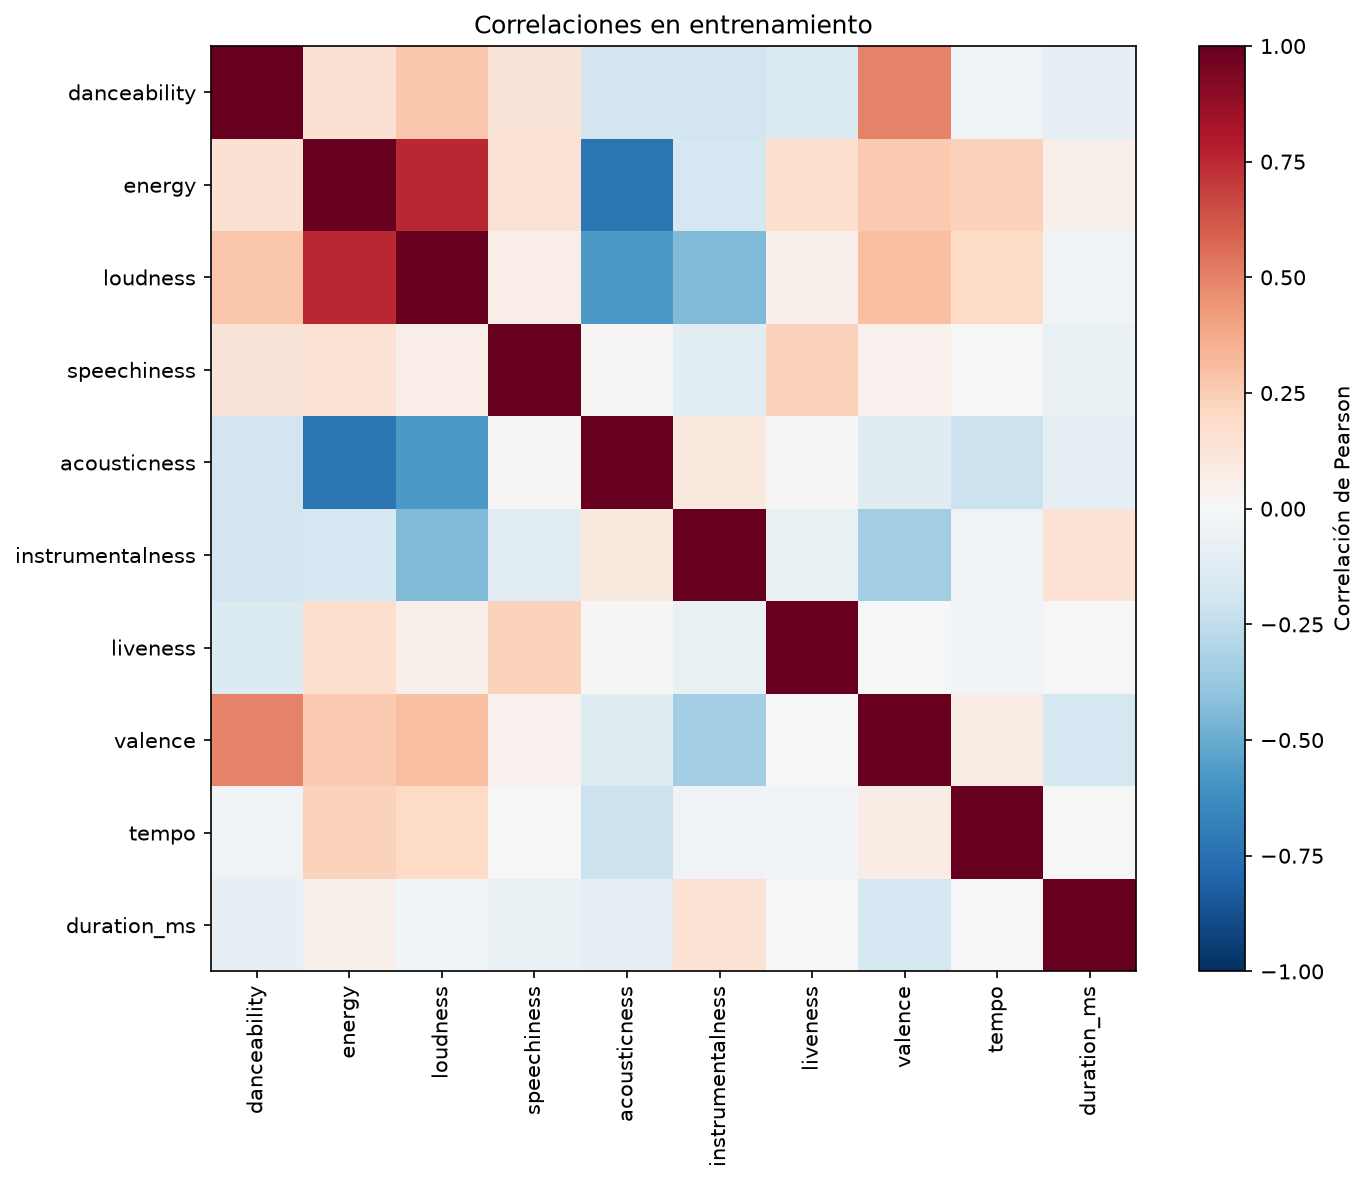 Correlaciones en entrenamiento
danceability
energy
loudness
speechiness
acousticness
instrumentalness
liveness
valence
tempo
duration_ms
danceability
energy
loudness
speechiness
acousticness
instrumentalness
liveness
valence
tempo
duration_ms
1.00
0.75
0.50
0.25
0.00
−0.25
−0.50
−0.75
−1.00
Correlación de Pearson